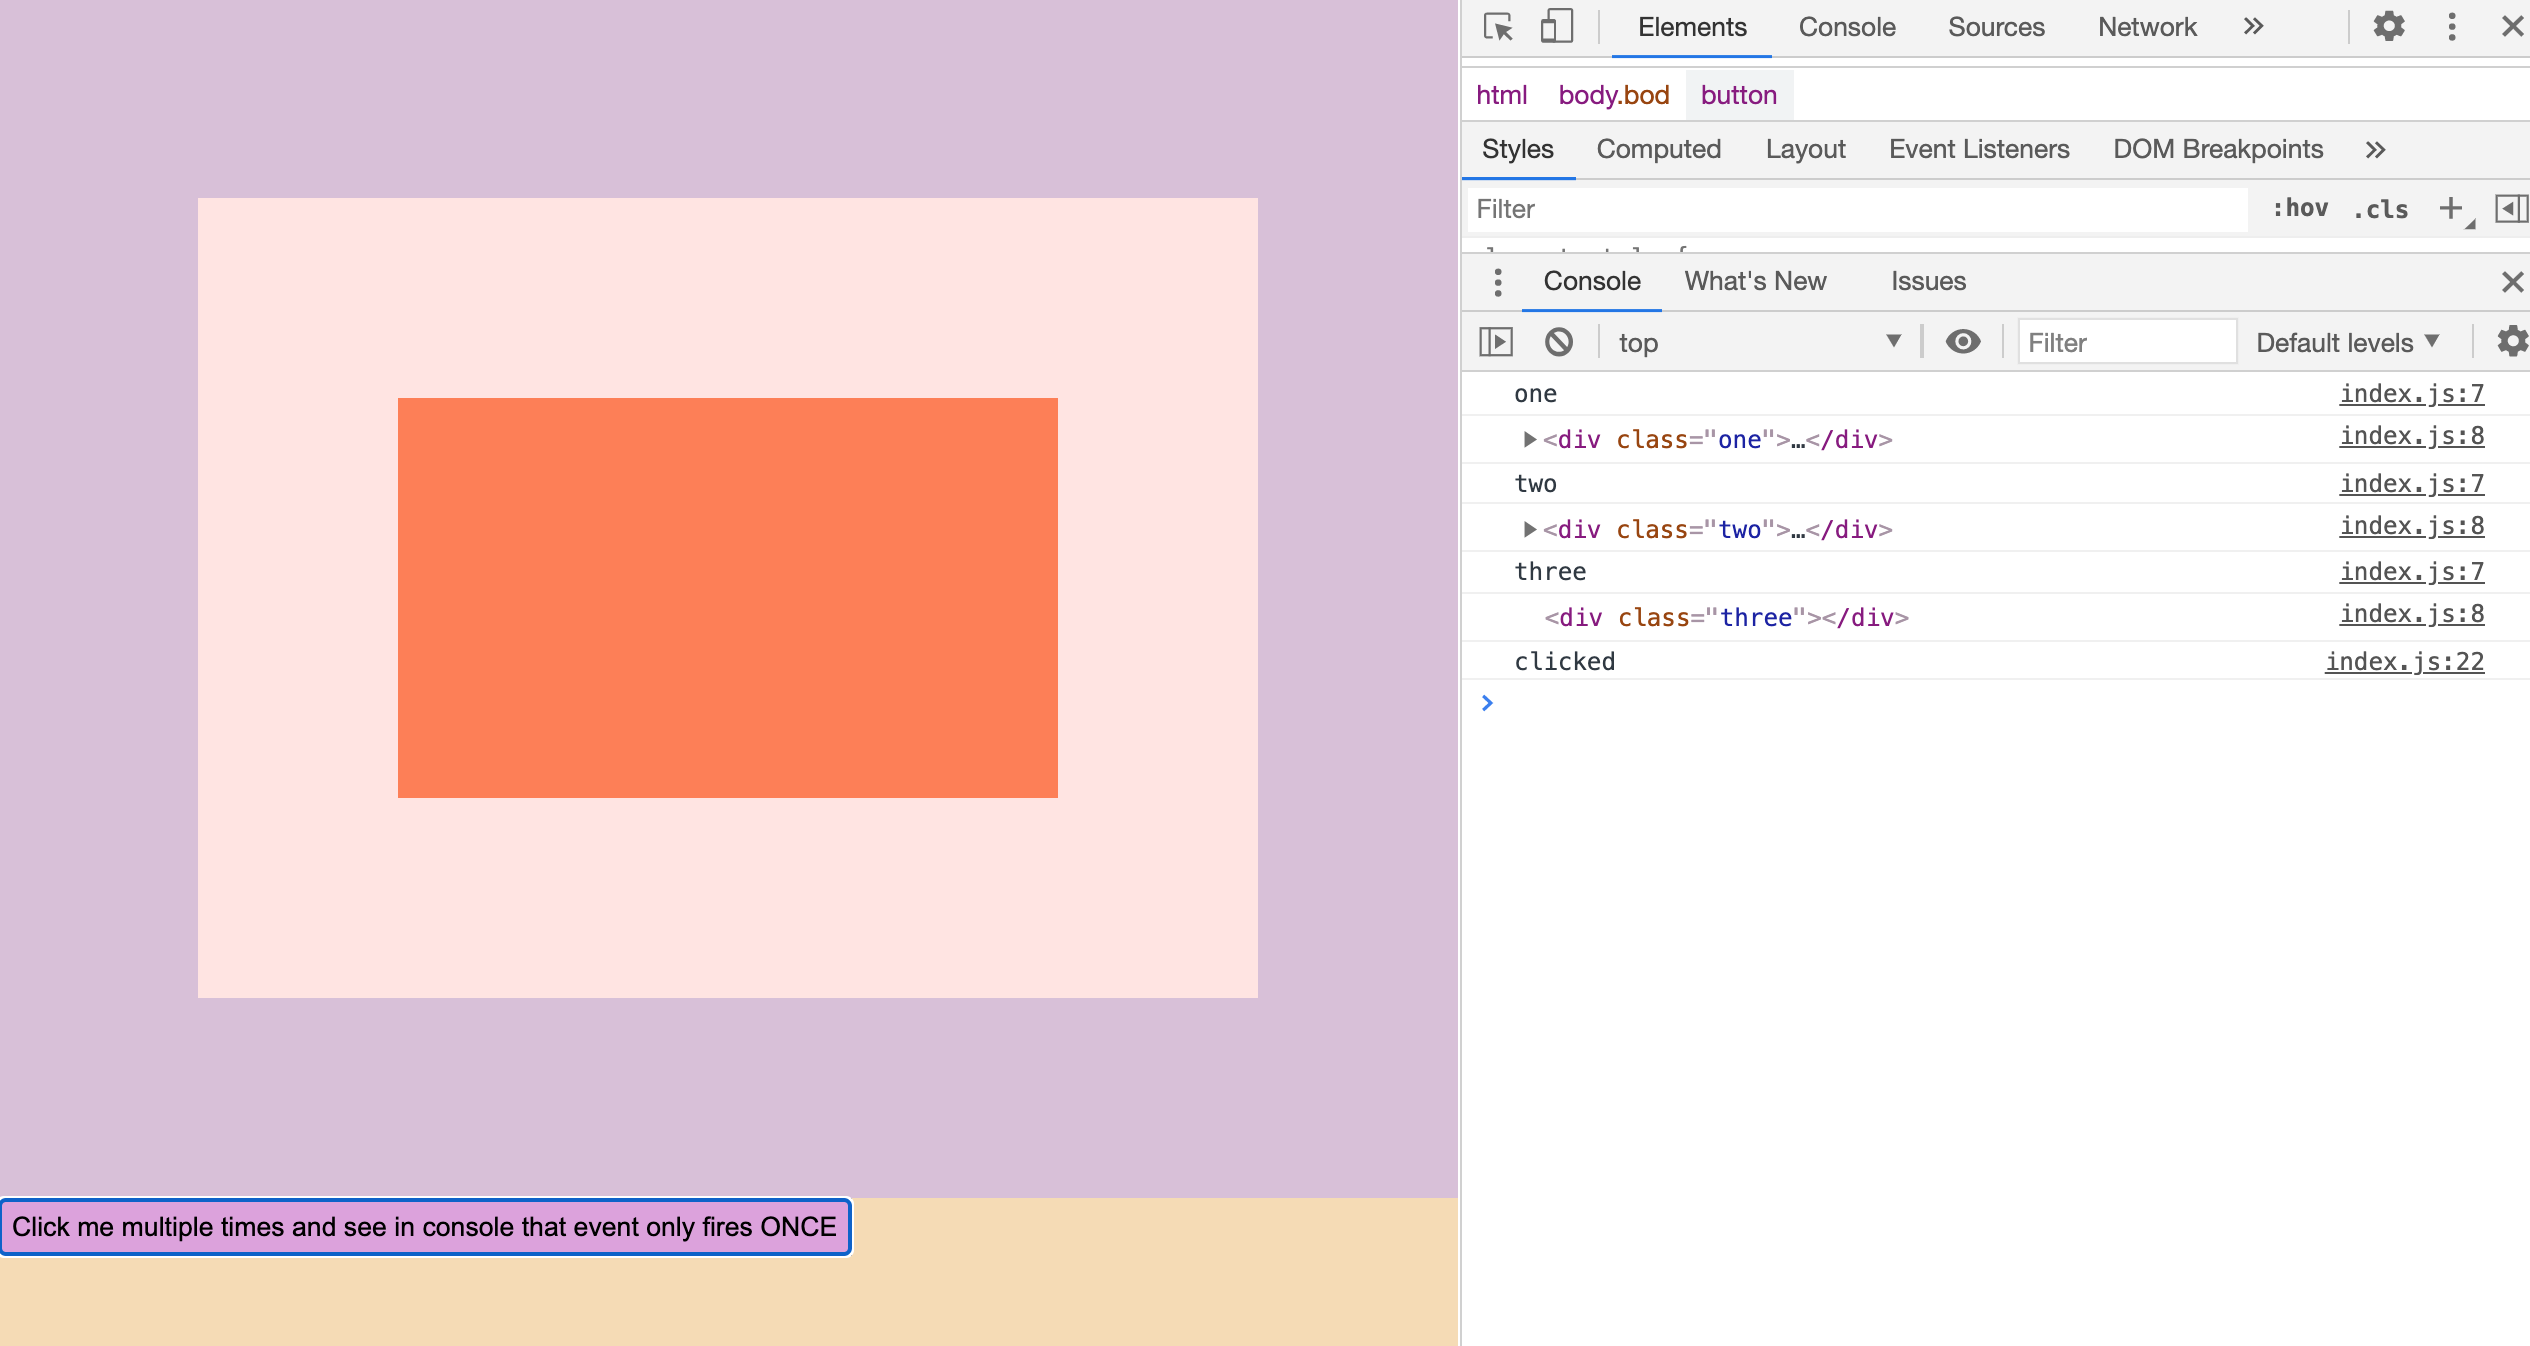 Elements Console Sources Network »
html body.bod button
Styles Computed Layout Event Listeners DOM Breakpoints »
Filter :hov .cls +
Console What's New Issues
top Filter Default levels
one index.js:7
<div class="one">…</div> index.js:8
two index.js:7
<div class="two">…</div> index.js:8
three index.js:7
<div class="three"></div> index.js:8
clicked index.js:22
Click me multiple times and see in console that event only fires ONCE